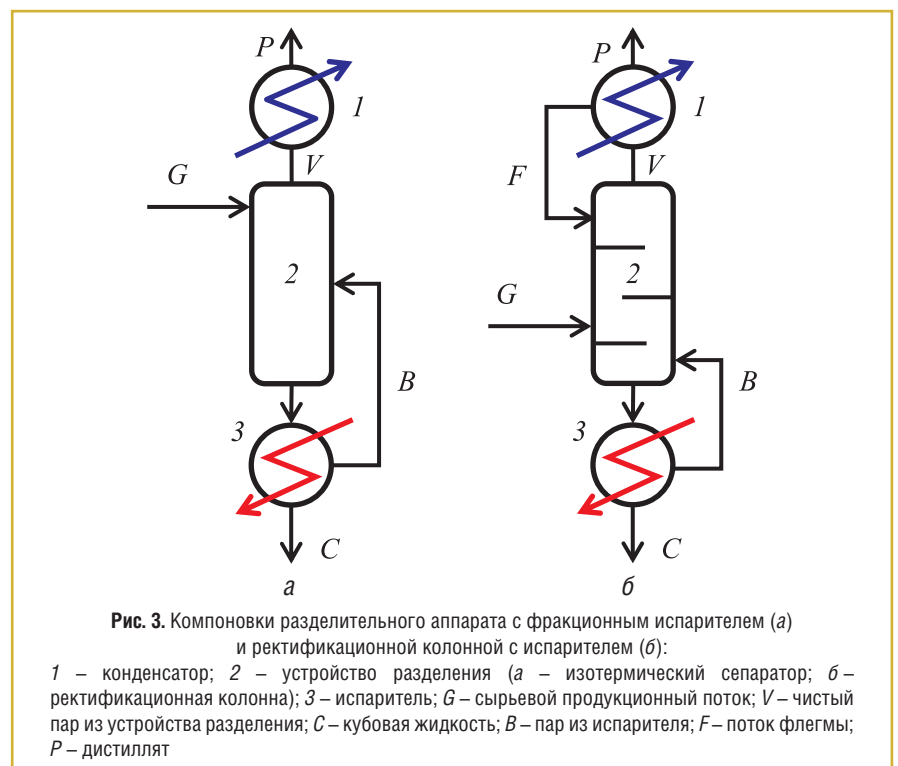 P
P
1
1
V
V
G
F
2
2
G
B
B
3
3
C
C
а
б
Рис. 3. Компоновки разделительного аппарата с фракционным испарителем (а)
и ректификационной колонной с испарителем (б):
1 – конденсатор; 2 – устройство разделения (а – изотермический сепаратор; б –
ректификационная колонна); 3 – испаритель; G – сырьевой продукционный поток; V – чистый
пар из устройства разделения; C – кубовая жидкость; B – пар из испарителя; F – поток флегмы;
P – дистиллят